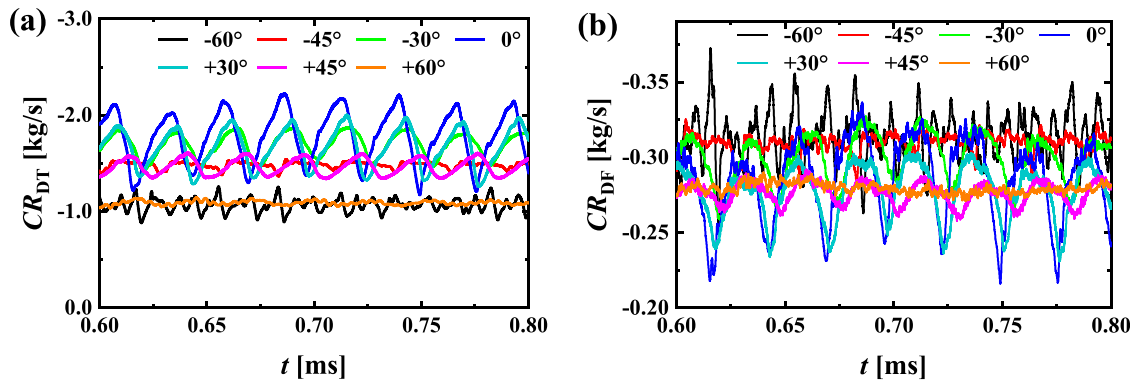 (a)
-3.0
-2.0
-1.0
0.0
CR_DT [kg/s]
-60° -45° -30° 0°
+30° +45° +60°
0.60 0.65 0.70 0.75 0.80
t [ms]
(b)
-0.35
-0.30
-0.25
-0.20
CR_DF [kg/s]
-60° -45° -30° 0°
+30° +45° +60°
0.60 0.65 0.70 0.75 0.80
t [ms]